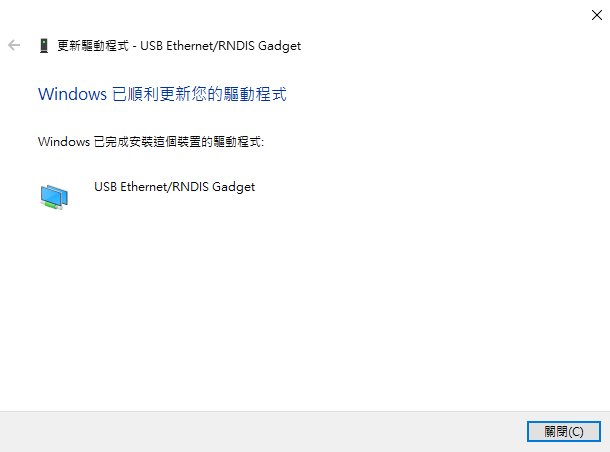 更新驅動程式 - USB Ethernet/RNDIS Gadget
Windows 已順利更新您的驅動程式
Windows 已完成安裝這個裝置的驅動程式:
USB Ethernet/RNDIS Gadget
關閉(C)